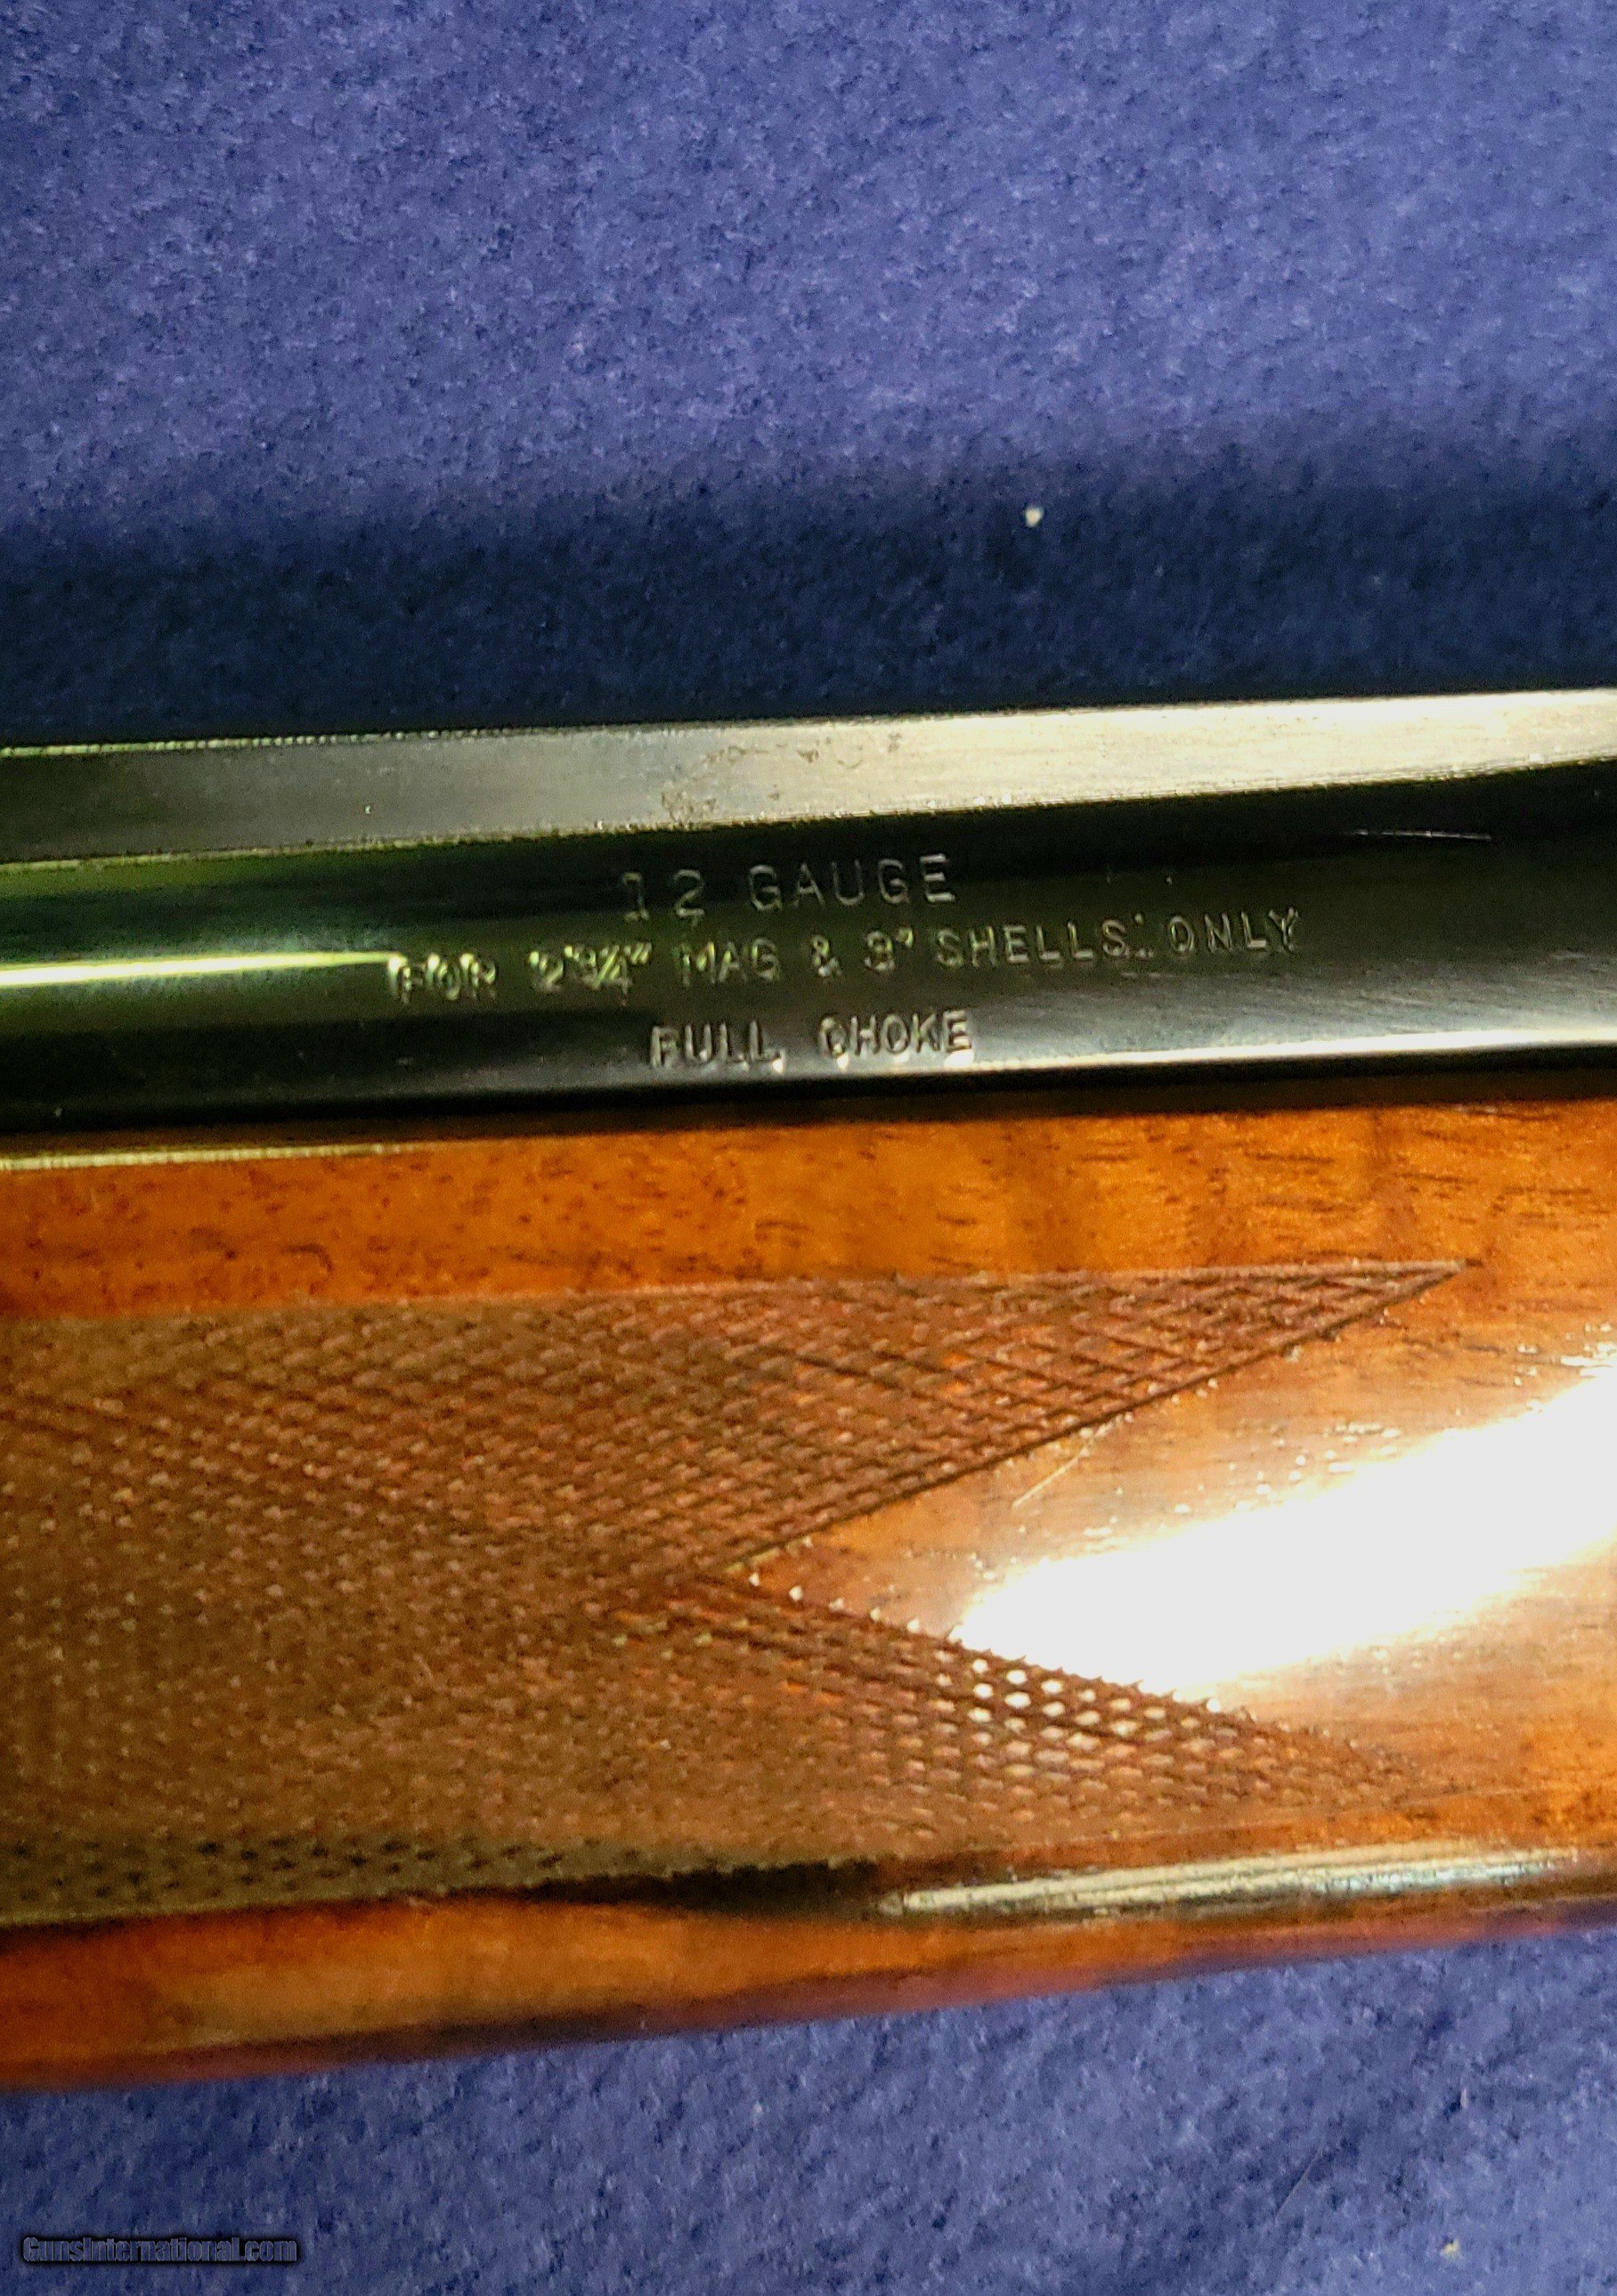 12 GAUGE
FOR 2¾" MAG & 3" SHELLS: ONLY
FULL CHOKE
GunsInternational.com